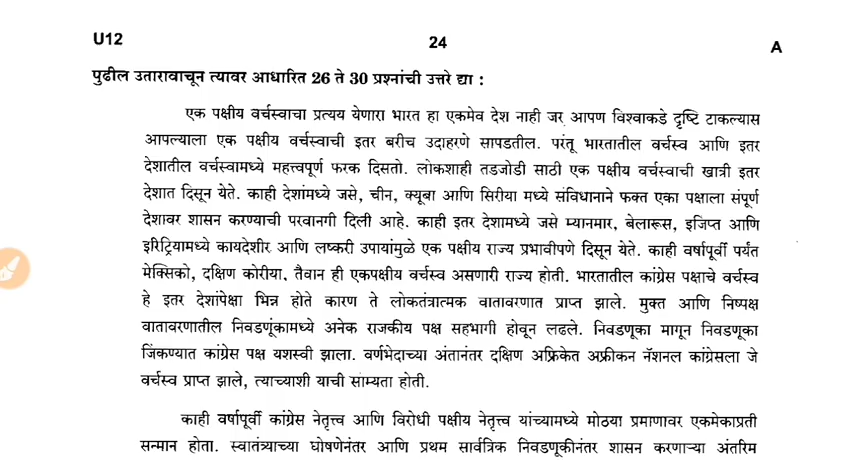 U12
24
A
पुढील उतारावाचून त्यावर आधारित 26 ते 30 प्रश्नांची उत्तरे द्या :
एक पक्षीय वर्चस्वाचा प्रत्यय येणारा भारत हा एकमेव देश नाही जर आपण विश्वाकडे दृष्टि टाकल्यास
आपल्याला एक पक्षीय वर्चस्वाची इतर बरीच उदाहरणे सापडतील. परंतू भारतातील वर्चस्व आणि इतर
देशातील वर्चस्वामध्ये महत्त्वपूर्ण फरक दिसतो. लोकशाही तडजोडी साठी एक पक्षीय वर्चस्वाची खात्री इतर
देशात दिसून येते. काही देशांमध्ये जसे, चीन, क्यूबा आणि सिरीया मध्ये संविधानाने फक्त एका पक्षाला संपूर्ण
देशावर शासन करण्याची परवानगी दिली आहे. काही इतर देशामध्ये जसे म्यानमार, बेलारूस, इजिप्त आणि
इरिट्रियामध्ये कायदेशीर आणि लष्करी उपायांमुळे एक पक्षीय राज्य प्रभावीपणे दिसून येते. काही वर्षापूर्वी पर्यंत
मेक्सिको, दक्षिण कोरीया, तैवान ही एकपक्षीय वर्चस्व असणारी राज्य होती. भारतातील काँग्रेस पक्षाचे वर्चस्व
हे इतर देशांपेक्षा भिन्न होते कारण ते लोकतंत्रात्मक वातावरणात प्राप्त झाले. मुक्त आणि निष्पक्ष
वातावरणातील निवडणूंकामध्ये अनेक राजकीय पक्ष सहभागी होवून लढले. निवडणूका मागून निवडणूका
जिंकण्यात कांग्रेस पक्ष यशस्वी झाला. वर्णभेदाच्या अंतानंतर दक्षिण अफ्रिकेत अफ्रीकन नॅशनल कांग्रेसला जे
वर्चस्व प्राप्त झाले, त्याच्याशी याची साम्यता होती.
काही वर्षापूर्वी कांग्रेस नेतृत्त्व आणि विरोधी पक्षीय नेतृत्त्व यांच्यामध्ये मोठया प्रमाणावर एकमेकाप्रती
सन्मान होता. स्वातंत्र्याच्या घोषणेनंतर आणि प्रथम सार्वत्रिक निवडणूकीनंतर शासन करणाऱ्या अंतरिम